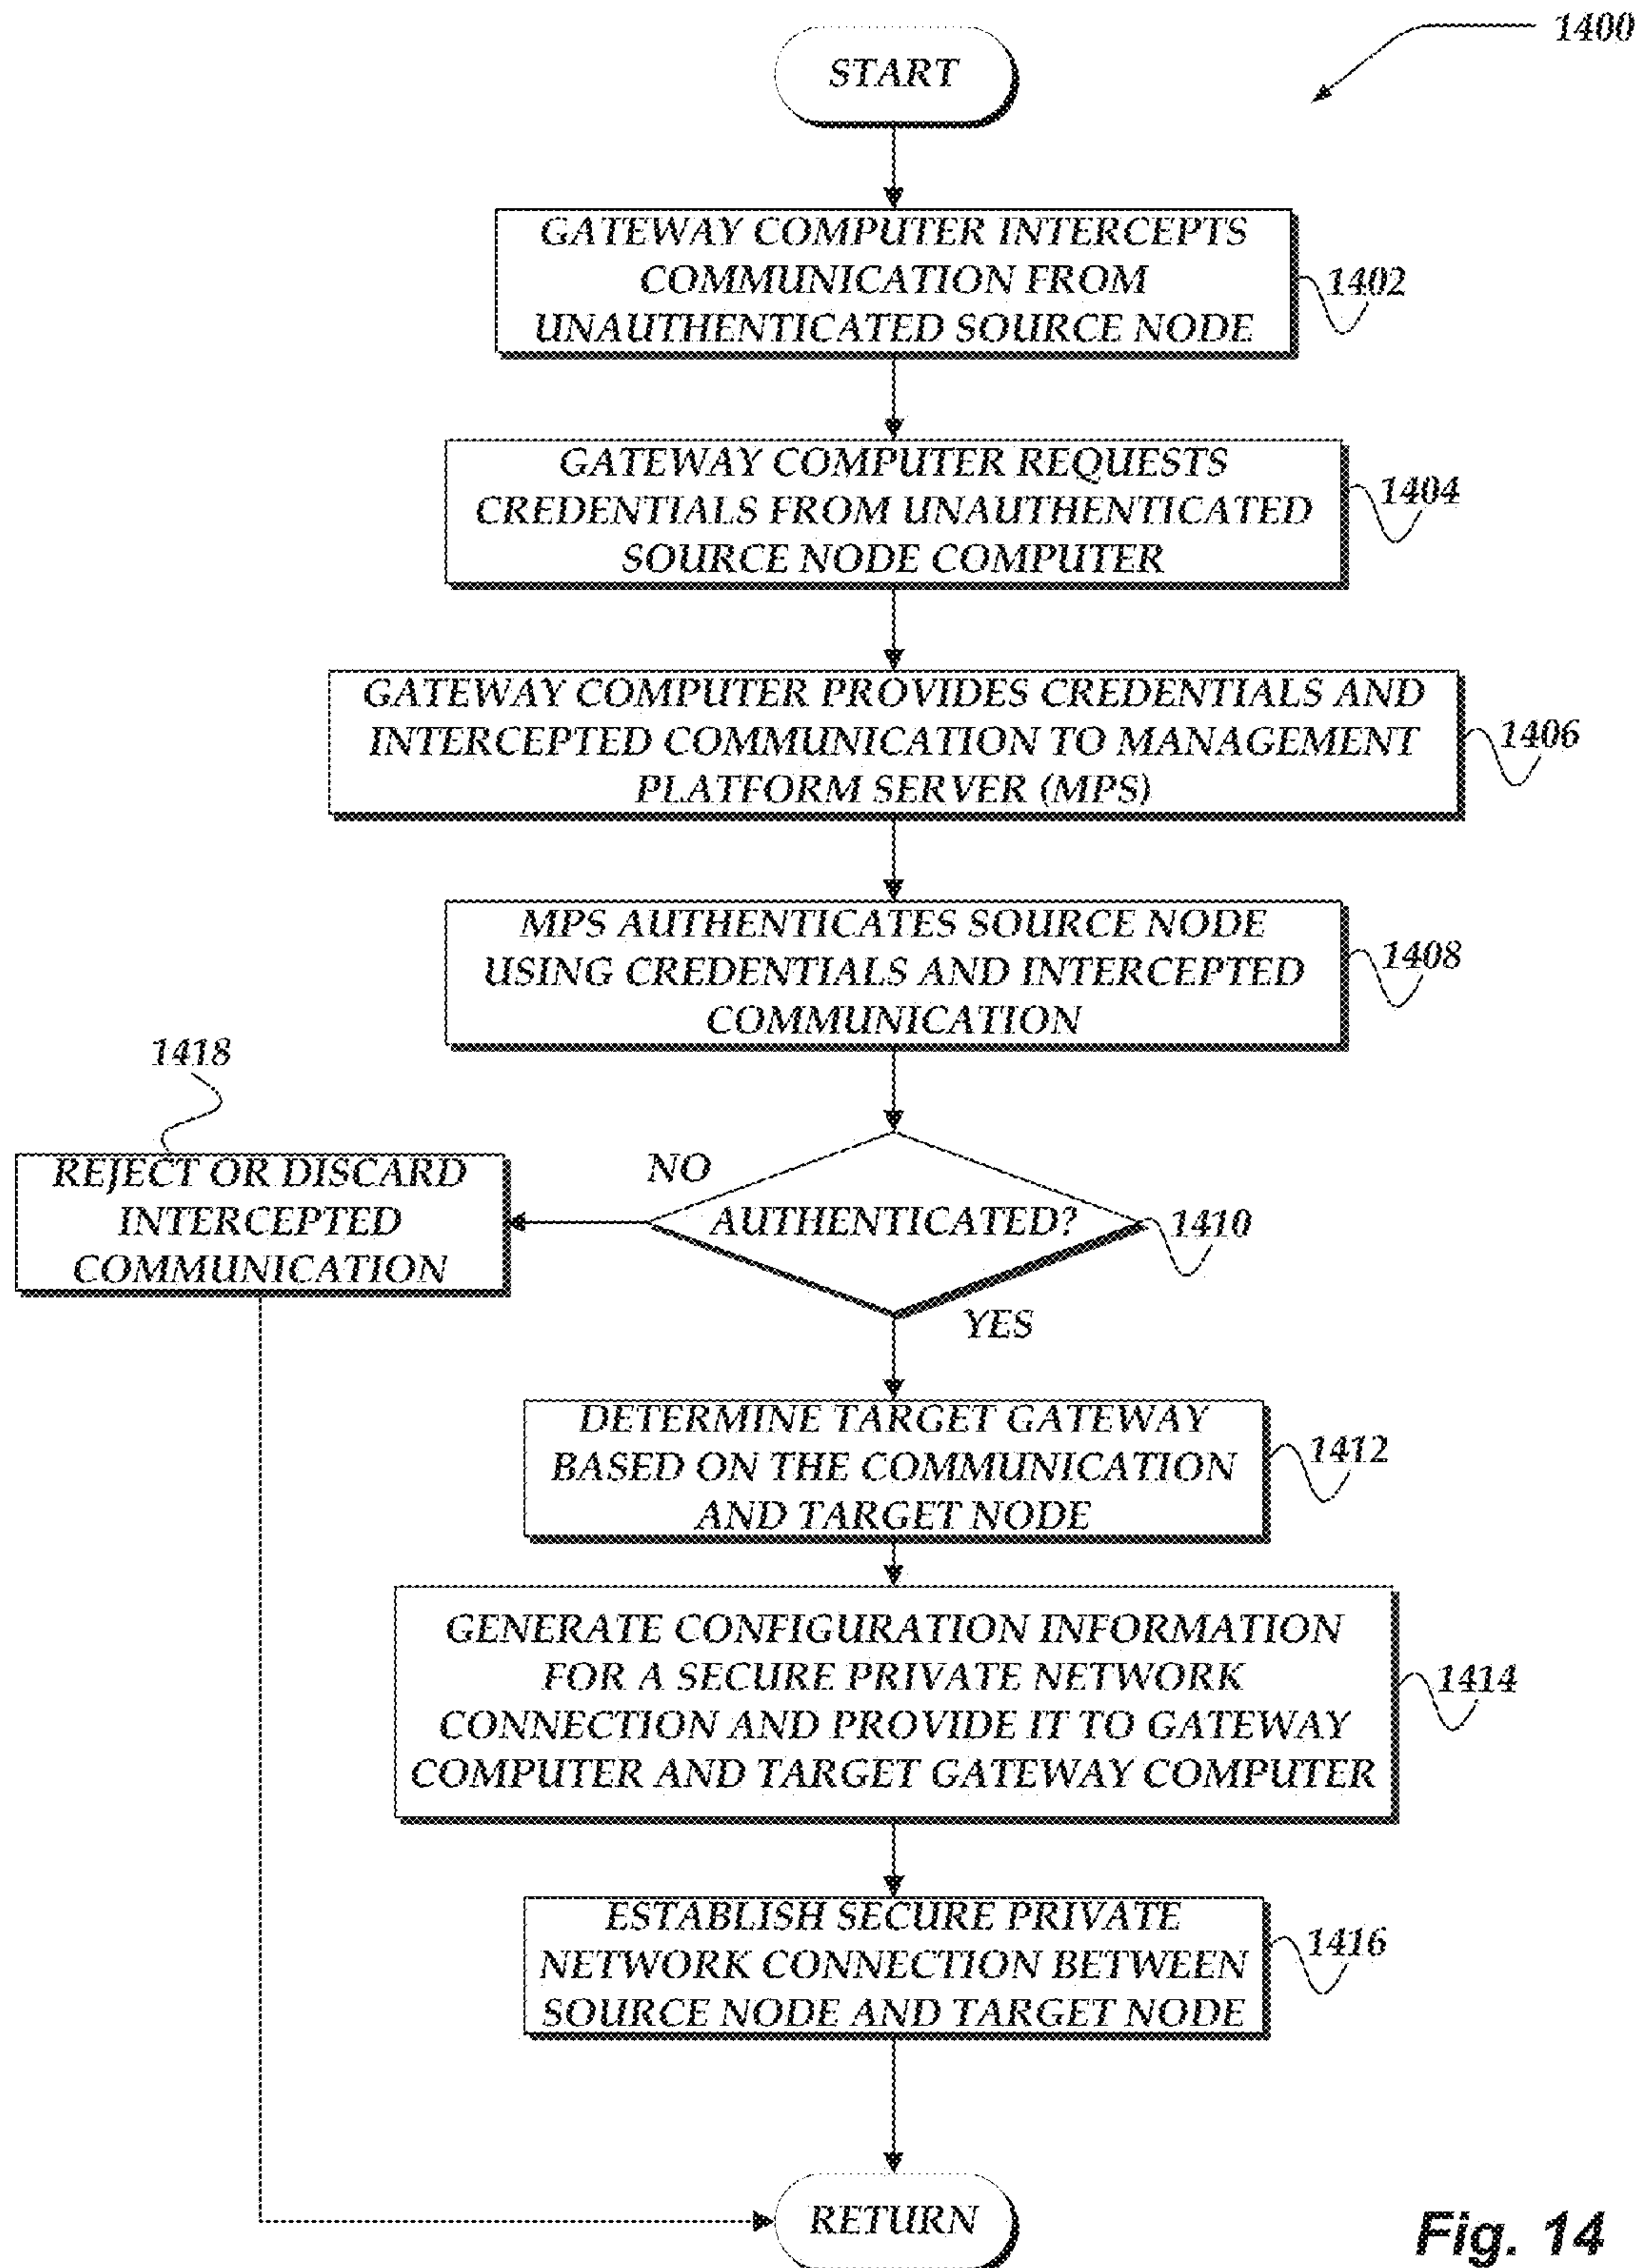 1400
START
GATEWAY COMPUTER INTERCEPTS
COMMUNICATION FROM
UNAUTHENTICATED SOURCE NODE
1402
GATEWAY COMPUTER REQUESTS
CREDENTIALS FROM UNAUTHENTICATED
SOURCE NODE COMPUTER
1404
GATEWAY COMPUTER PROVIDES CREDENTIALS AND
INTERCEPTED COMMUNICATION TO MANAGEMENT
PLATFORM SERVER (MPS)
1406
MPS AUTHENTICATES SOURCE NODE
USING CREDENTIALS AND INTERCEPTED
COMMUNICATION
1408
1418
REJECT OR DISCARD
INTERCEPTED
COMMUNICATION
NO
AUTHENTICATED?
1410
YES
DETERMINE TARGET GATEWAY
BASED ON THE COMMUNICATION
AND TARGET NODE
1412
GENERATE CONFIGURATION INFORMATION
FOR A SECURE PRIVATE NETWORK
CONNECTION AND PROVIDE IT TO GATEWAY
COMPUTER AND TARGET GATEWAY COMPUTER
1414
ESTABLISH SECURE PRIVATE
NETWORK CONNECTION BETWEEN
SOURCE NODE AND TARGET NODE
1416
RETURN
Fig. 14